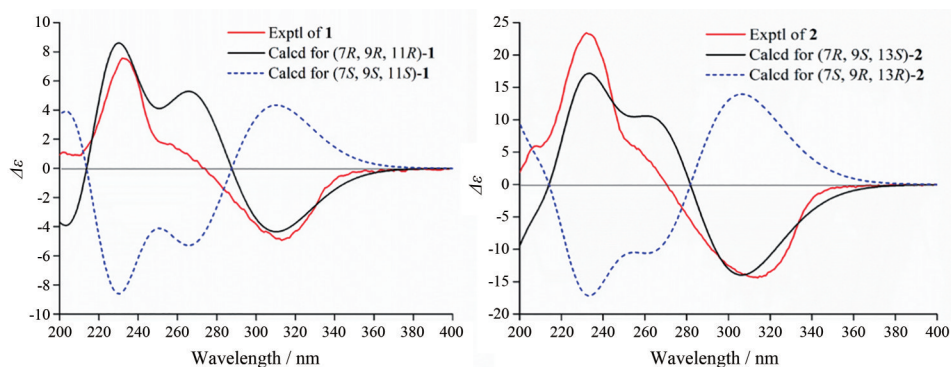 10
8
6
4
2
0
-2
-4
-6
-8
-10
Δε
200 220 240 260 280 300 320 340 360 380 400
Wavelength / nm
Exptl of 1
Calcd for (7R, 9R, 11R)-1
Calcd for (7S, 9S, 11S)-1
25
20
15
10
5
0
-5
-10
-15
-20
Δε
200 220 240 260 280 300 320 340 360 380 400
Wavelength / nm
Exptl of 2
Calcd for (7R, 9S, 13S)-2
Calcd for (7S, 9R, 13R)-2